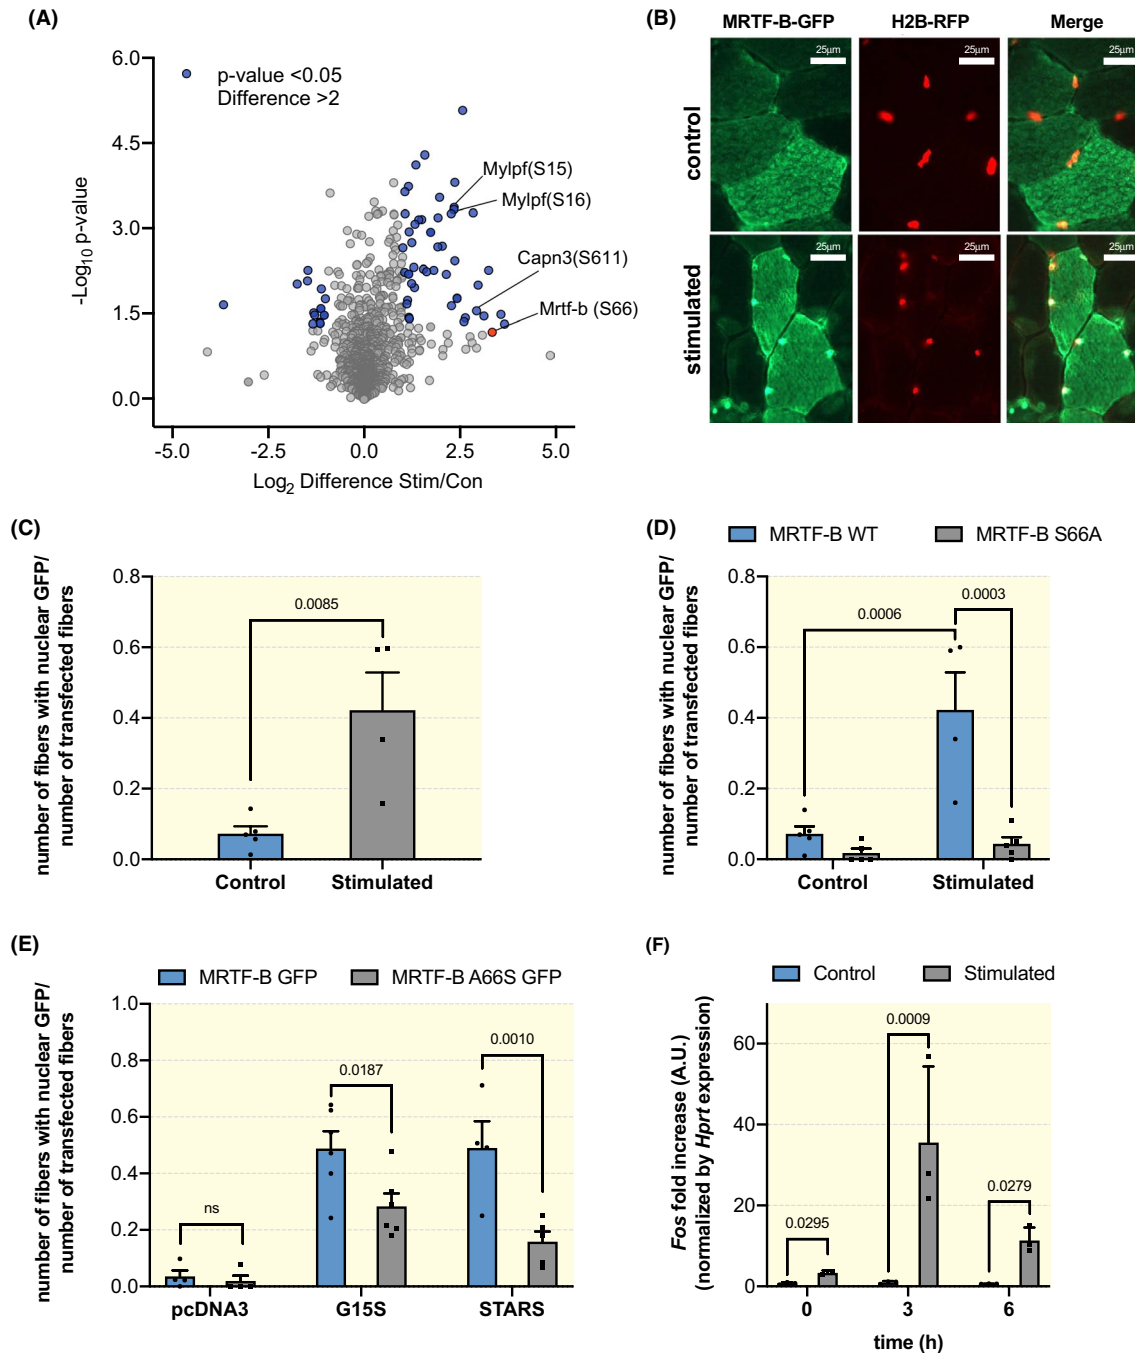 (A)
6.0
4.5
3.0
1.5
0.0
-Log10 p-value
p-value <0.05
Difference >2
Mylpf(S15)
Mylpf(S16)
Capn3(S611)
Mrtf-b (S66)
-5.0 -2.5 0.0 2.5 5.0
Log2 Difference Stim/Con
(B)
MRTF-B-GFP H2B-RFP Merge
control
25µm 25µm 25µm
stimulated
25µm 25µm 25µm
(C)
number of fibers with nuclear GFP/
number of transfected fibers
0.8
0.6
0.4
0.2
0.0
0.0085
Control Stimulated
(D)
MRTF-B WT MRTF-B S66A
number of fibers with nuclear GFP/
number of transfected fibers
0.8
0.6
0.4
0.2
0.0
0.0006
0.0003
Control Stimulated
(E)
MRTF-B GFP MRTF-B A66S GFP
number of fibers with nuclear GFP/
number of transfected fibers
1.0
0.8
0.6
0.4
0.2
0.0
ns
0.0187
0.0010
pcDNA3 G15S STARS
(F)
Control Stimulated
Fos fold increase (A.U.)
(normalized by Hprt expression)
60
40
20
0
0.0295
0.0009
0.0279
0 3 6
time (h)